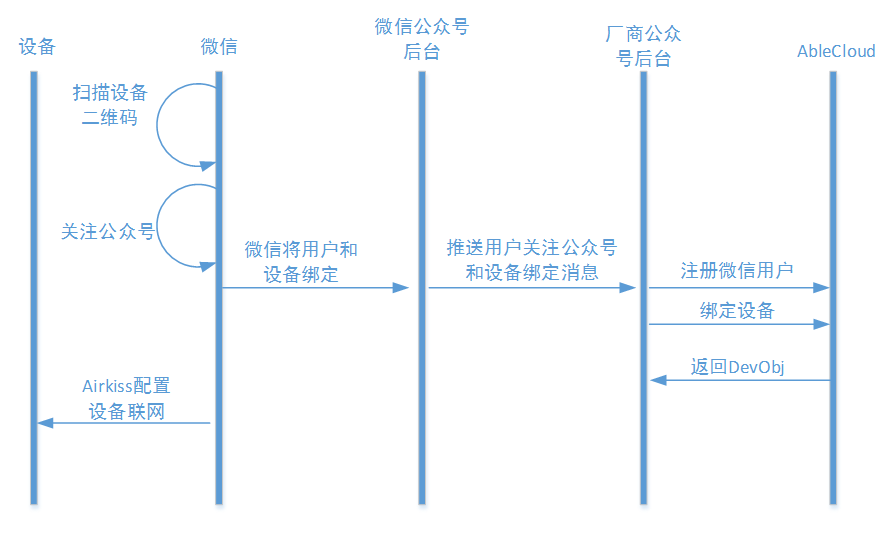 设备
微信
微信公众号
后台
厂商公众
号后台
AbleCloud
扫描设备
二维码
关注公众号
微信将用户和
设备绑定
推送用户关注公众号
和设备绑定消息
注册微信用户
绑定设备
返回DevObj
Airkiss配置
设备联网